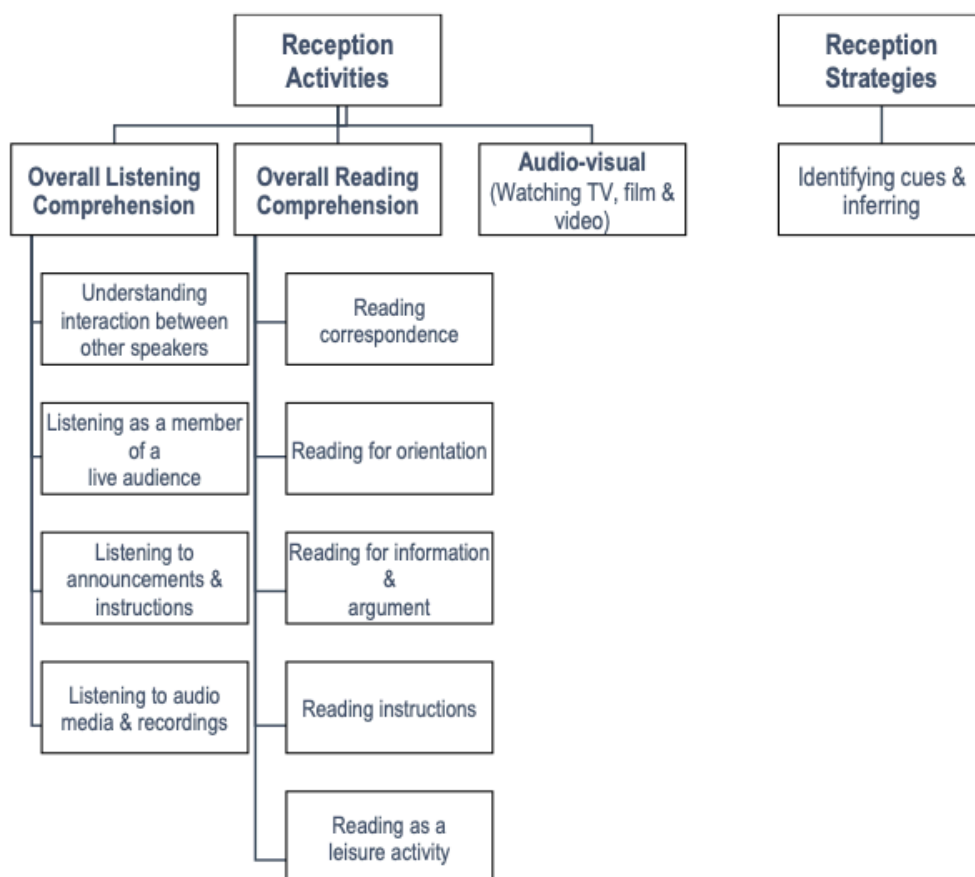 Reception
Activities
Reception
Strategies
Overall Listening
Comprehension
Overall Reading
Comprehension
Audio-visual
(Watching TV, film &
video)
Identifying cues &
inferring
Understanding
interaction between
other speakers
Reading
correspondence
Listening as a member
of a
live audience
Reading for orientation
Listening to
announcements &
instructions
Reading for information
&
argument
Listening to audio
media & recordings
Reading instructions
Reading as a
leisure activity